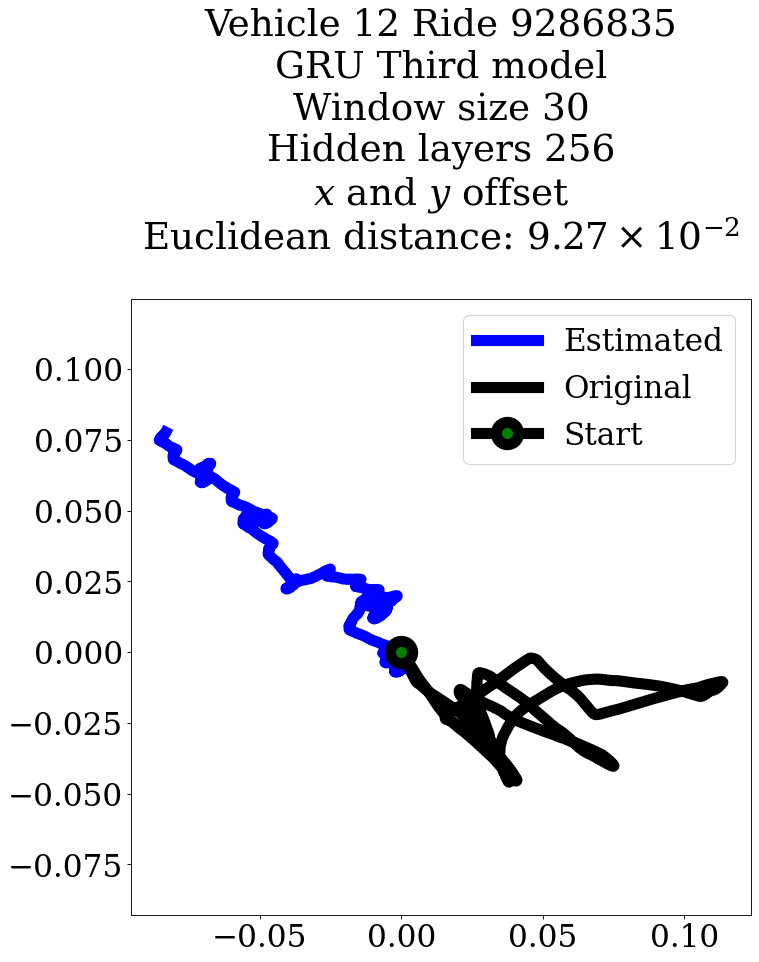 Vehicle 12 Ride 9286835
GRU Third model
Window size 30
Hidden layers 256
x and y offset
Euclidean distance: 9.27 × 10⁻²
Estimated
Original
Start
0.100
0.075
0.050
0.025
0.000
−0.025
−0.050
−0.075
−0.05 0.00 0.05 0.10